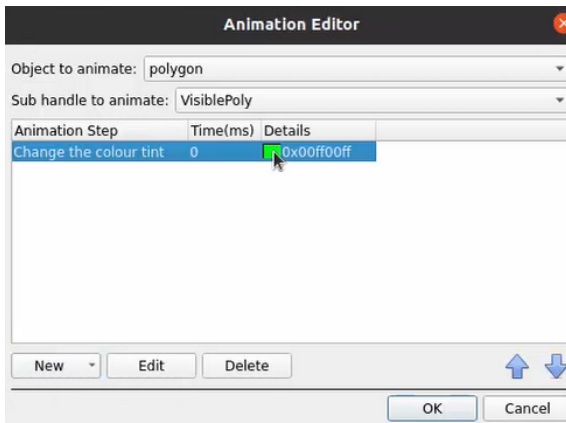 Animation Editor
Object to animate: polygon
Sub handle to animate: VisiblePoly
Animation Step Time(ms) Details
Change the colour tint 0 0x00ff00ff
New Edit Delete
OK Cancel